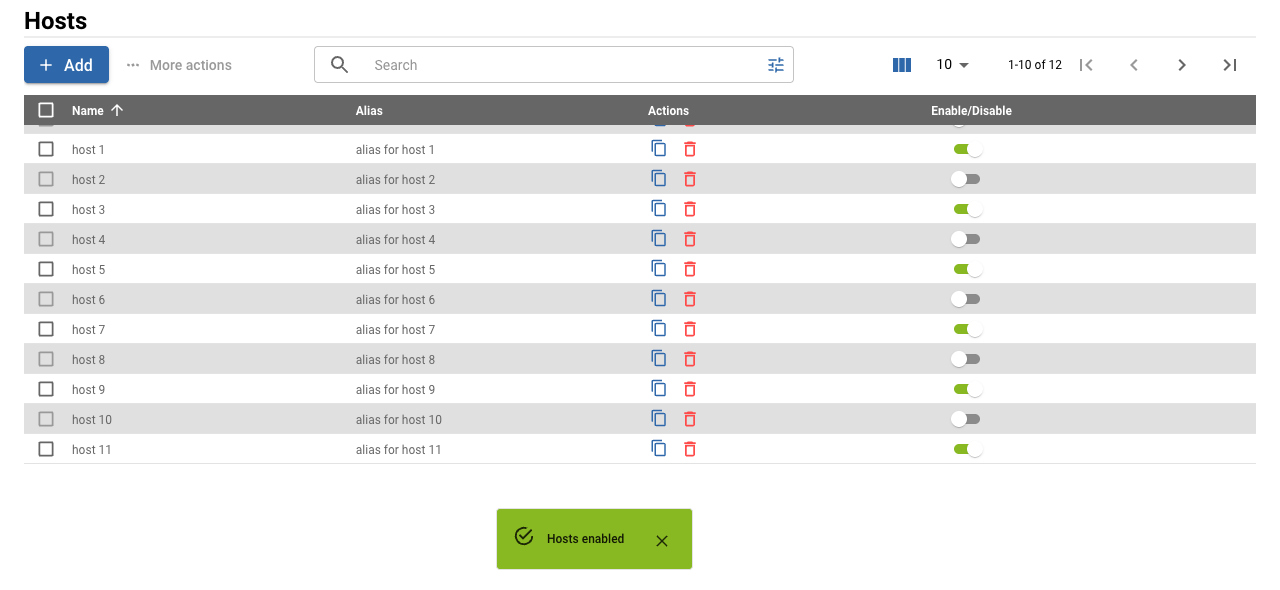 Hosts
+ Add ... More actions Search 10 1-10 of 12
Name Alias Actions Enable/Disable
host 1 alias for host 1
host 2 alias for host 2
host 3 alias for host 3
host 4 alias for host 4
host 5 alias for host 5
host 6 alias for host 6
host 7 alias for host 7
host 8 alias for host 8
host 9 alias for host 9
host 10 alias for host 10
host 11 alias for host 11
Hosts enabled